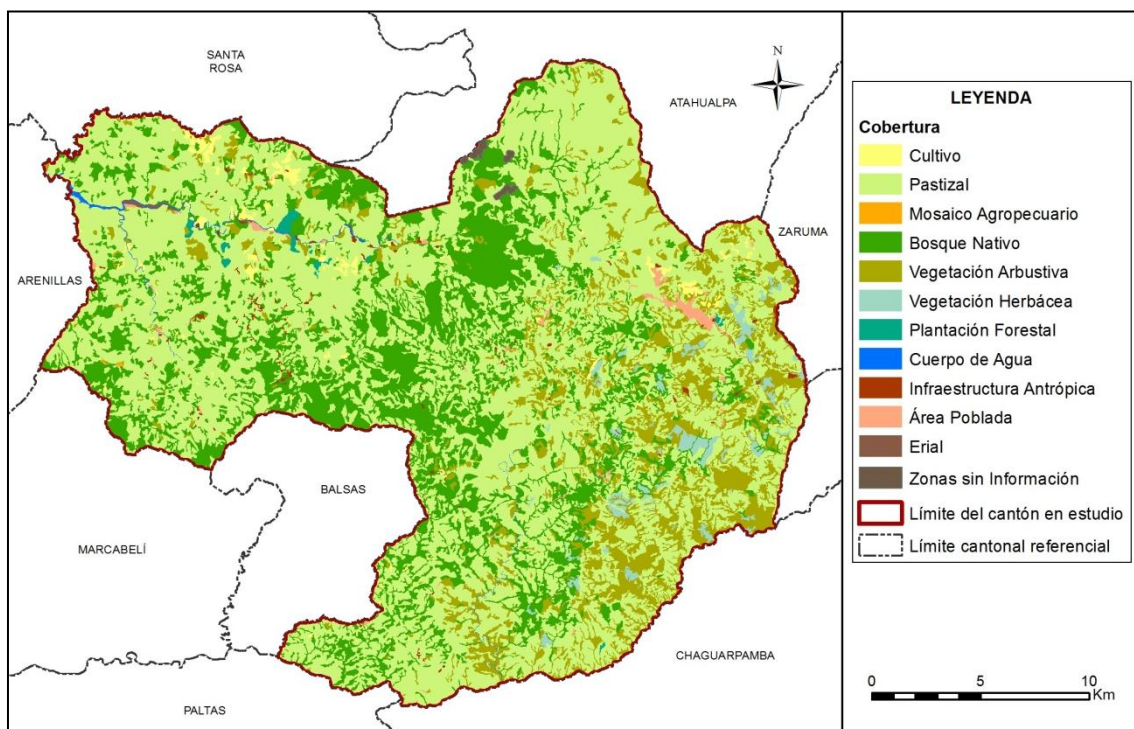 SANTA
ROSA
N
ATAHUALPA
ZARUMA
ARENILLAS
BALSAS
MARCABELÍ
CHAGUARPAMBA
PALTAS
LEYENDA
Cobertura
Cultivo
Pastizal
Mosaico Agropecuario
Bosque Nativo
Vegetación Arbustiva
Vegetación Herbácea
Plantación Forestal
Cuerpo de Agua
Infraestructura Antrópica
Área Poblada
Erial
Zonas sin Información
Límite del cantón en estudio
Límite cantonal referencial
0 5 10
Km